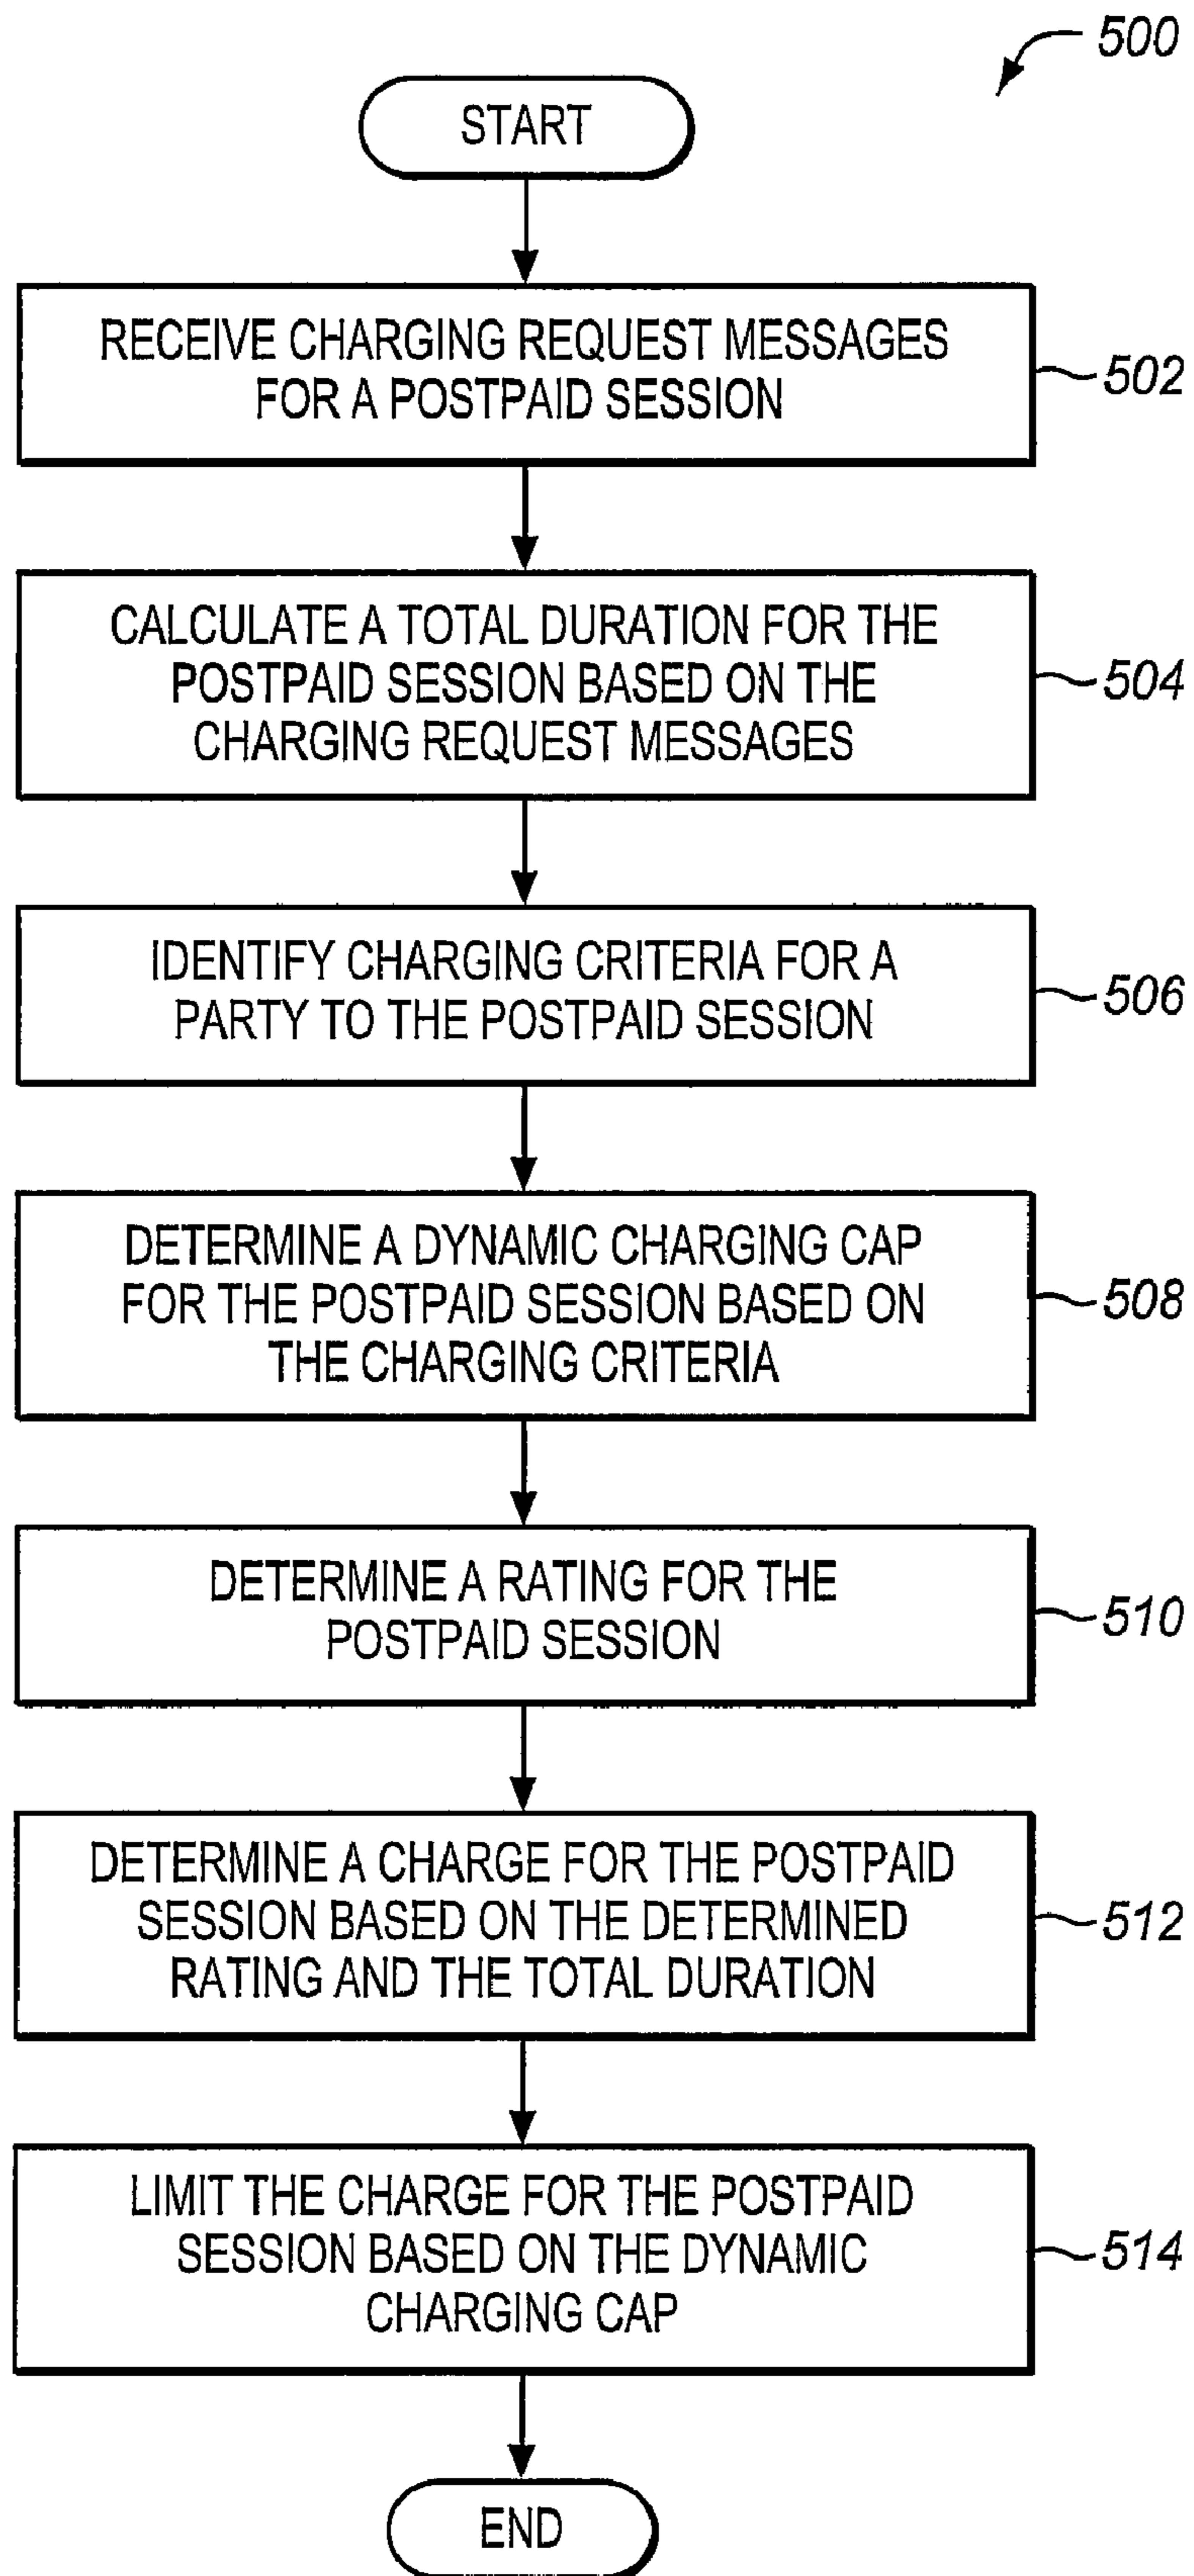 500
START
RECEIVE CHARGING REQUEST MESSAGES
FOR A POSTPAID SESSION
502
CALCULATE A TOTAL DURATION FOR THE
POSTPAID SESSION BASED ON THE
CHARGING REQUEST MESSAGES
504
IDENTIFY CHARGING CRITERIA FOR A
PARTY TO THE POSTPAID SESSION
506
DETERMINE A DYNAMIC CHARGING CAP
FOR THE POSTPAID SESSION BASED ON
THE CHARGING CRITERIA
508
DETERMINE A RATING FOR THE
POSTPAID SESSION
510
DETERMINE A CHARGE FOR THE POSTPAID
SESSION BASED ON THE DETERMINED
RATING AND THE TOTAL DURATION
512
LIMIT THE CHARGE FOR THE POSTPAID
SESSION BASED ON THE DYNAMIC
CHARGING CAP
514
END